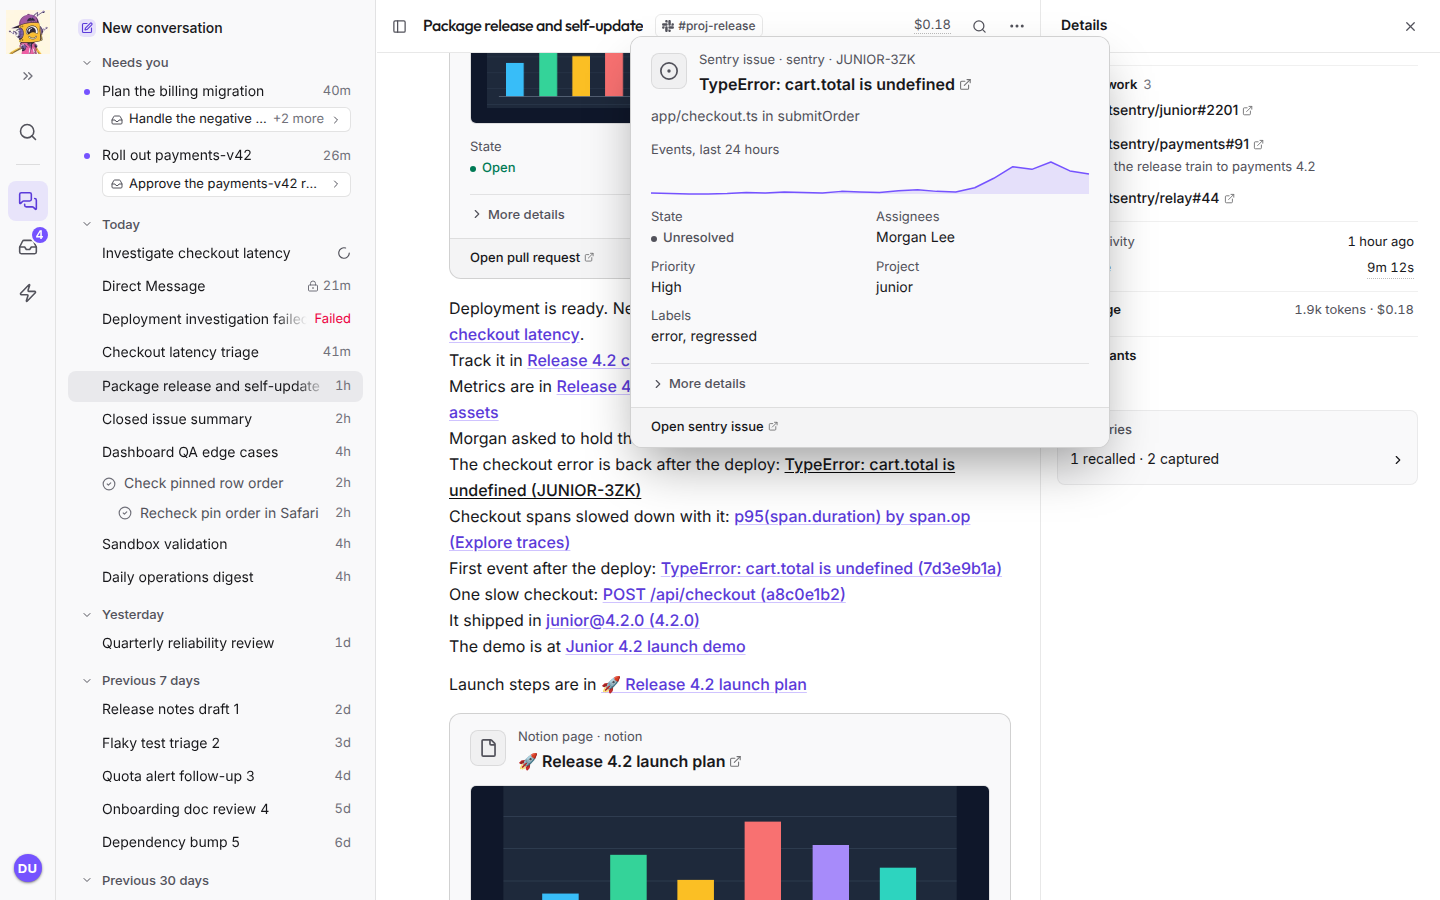 New conversation
Needs you
Plan the billing migration 40m
Handle the negative ... +2 more
Roll out payments-v42 26m
Approve the payments-v42 r...
Today
Investigate checkout latency
Direct Message 21m
Deployment investigation failed Failed
Checkout latency triage 41m
Package release and self-update 1h
Closed issue summary 2h
Dashboard QA edge cases 4h
Check pinned row order 2h
Recheck pin order in Safari 2h
Sandbox validation 4h
Daily operations digest 4h
Yesterday
Quarterly reliability review 1d
Previous 7 days
Release notes draft 1 2d
Flaky test triage 2 3d
Quota alert follow-up 3 4d
Onboarding doc review 4 5d
Dependency bump 5 6d
Previous 30 days
4
DU
Package release and self-update #proj-release $0.18
State
Open
More details
Open pull request
Deployment is ready. Ne
checkout latency.
Track it in Release 4.2 c
Metrics are in Release 4
assets
Morgan asked to hold th
The checkout error is back after the deploy: TypeError: cart.total is
undefined (JUNIOR-3ZK)
Checkout spans slowed down with it: p95(span.duration) by span.op
(Explore traces)
First event after the deploy: TypeError: cart.total is undefined (7d3e9b1a)
One slow checkout: POST /api/checkout (a8c0e1b2)
It shipped in junior@4.2.0 (4.2.0)
The demo is at Junior 4.2 launch demo
Launch steps are in 🚀 Release 4.2 launch plan
Notion page · notion
🚀 Release 4.2 launch plan
Sentry issue · sentry · JUNIOR-3ZK
TypeError: cart.total is undefined
app/checkout.ts in submitOrder
Events, last 24 hours
State Assignees
Unresolved Morgan Lee
Priority Project
High junior
Labels
error, regressed
More details
Open sentry issue
Details
work 3
tsentry/junior#2201
tsentry/payments#91
the release train to payments 4.2
tsentry/relay#44
ivity 1 hour ago
9m 12s
ge 1.9k tokens · $0.18
ants
ries
1 recalled · 2 captured